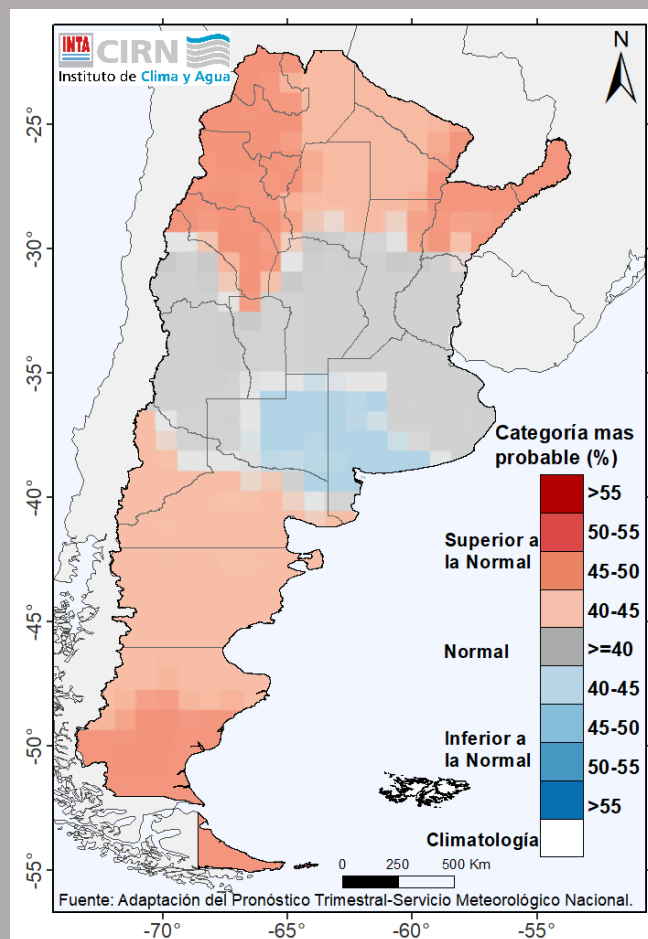 INTA CIRN
Instituto de Clima y Agua
N
-25°
-30°
-35°
-40°
-45°
-50°
-55°
Categoría mas
probable (%)
>55
50-55
Superior a
la Normal
45-50
40-45
Normal
>=40
40-45
45-50
Inferior a
la Normal
50-55
>55
Climatología
0 250 500 Km
Fuente: Adaptación del Pronóstico Trimestral-Servicio Meteorológico Nacional.
-70° -65° -60° -55°